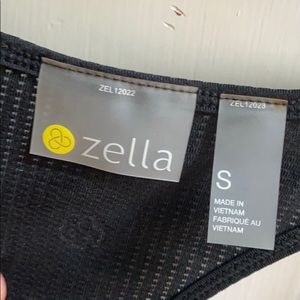 ZEL12022
zella
ZEL12023
S
MADE IN
VIETNAM
FABRIQUÉ AU
VIETNAM